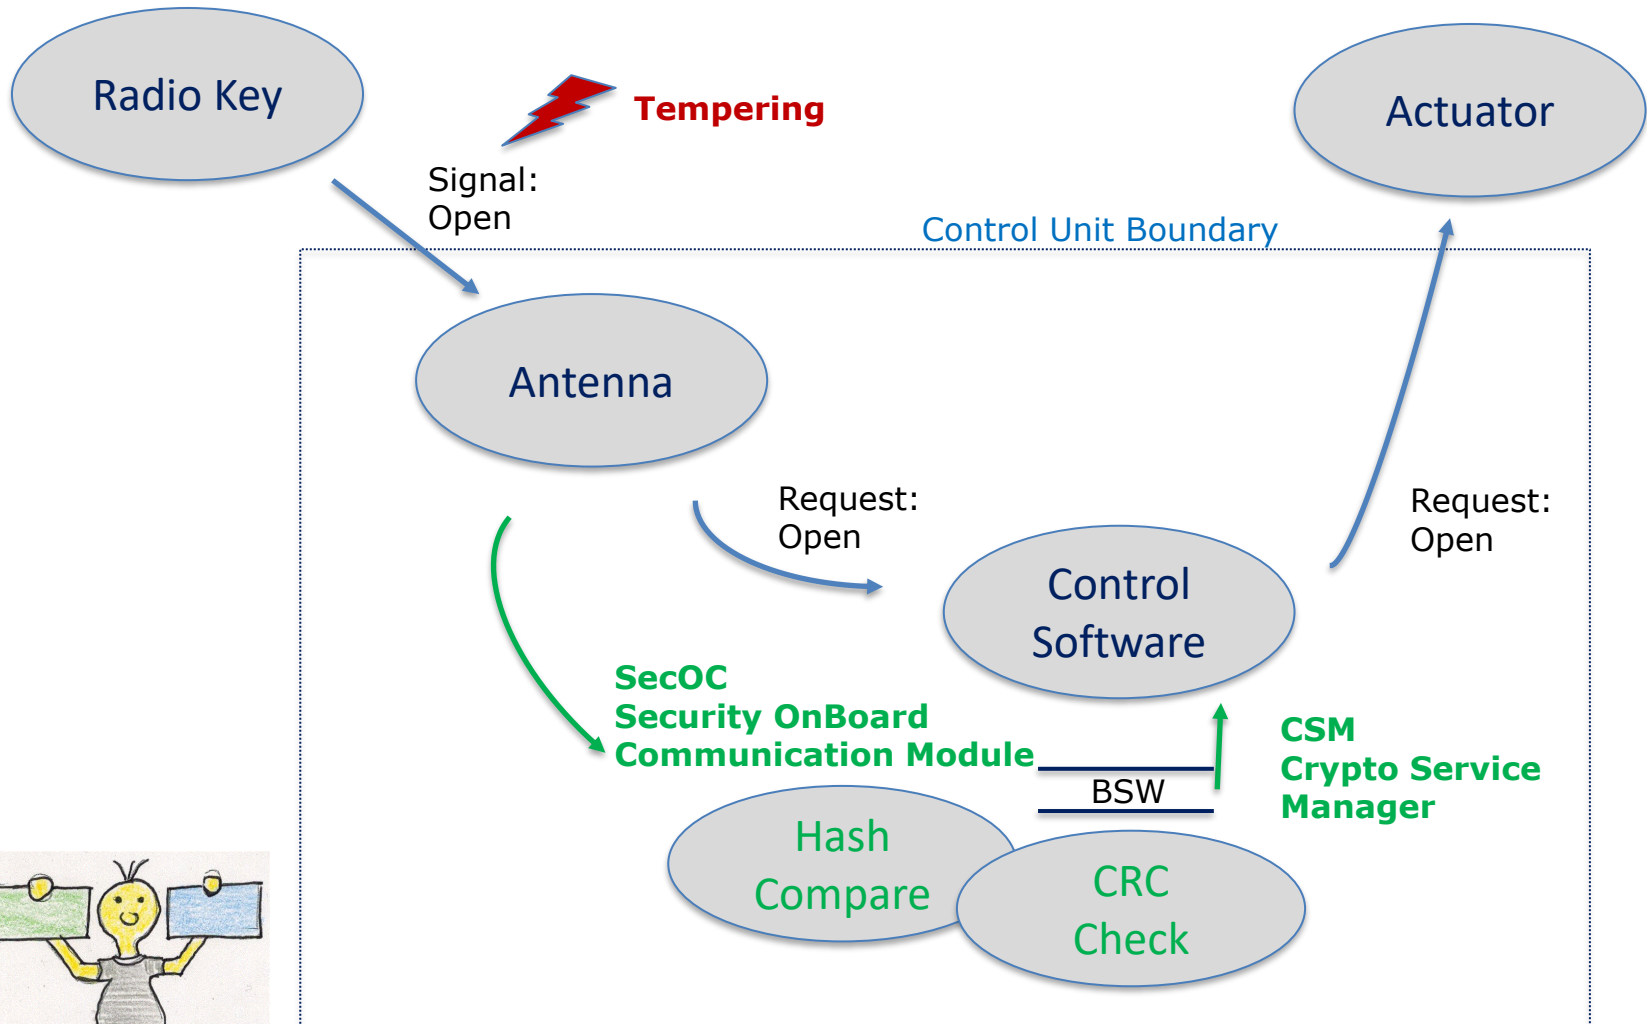 Radio Key
Tempering
Actuator
Signal:
Open
Control Unit Boundary
Antenna
Request:
Open
Request:
Open
Control
Software
SecOC
Security OnBoard
Communication Module
CSM
Crypto Service
Manager
BSW
Hash
Compare
CRC
Check